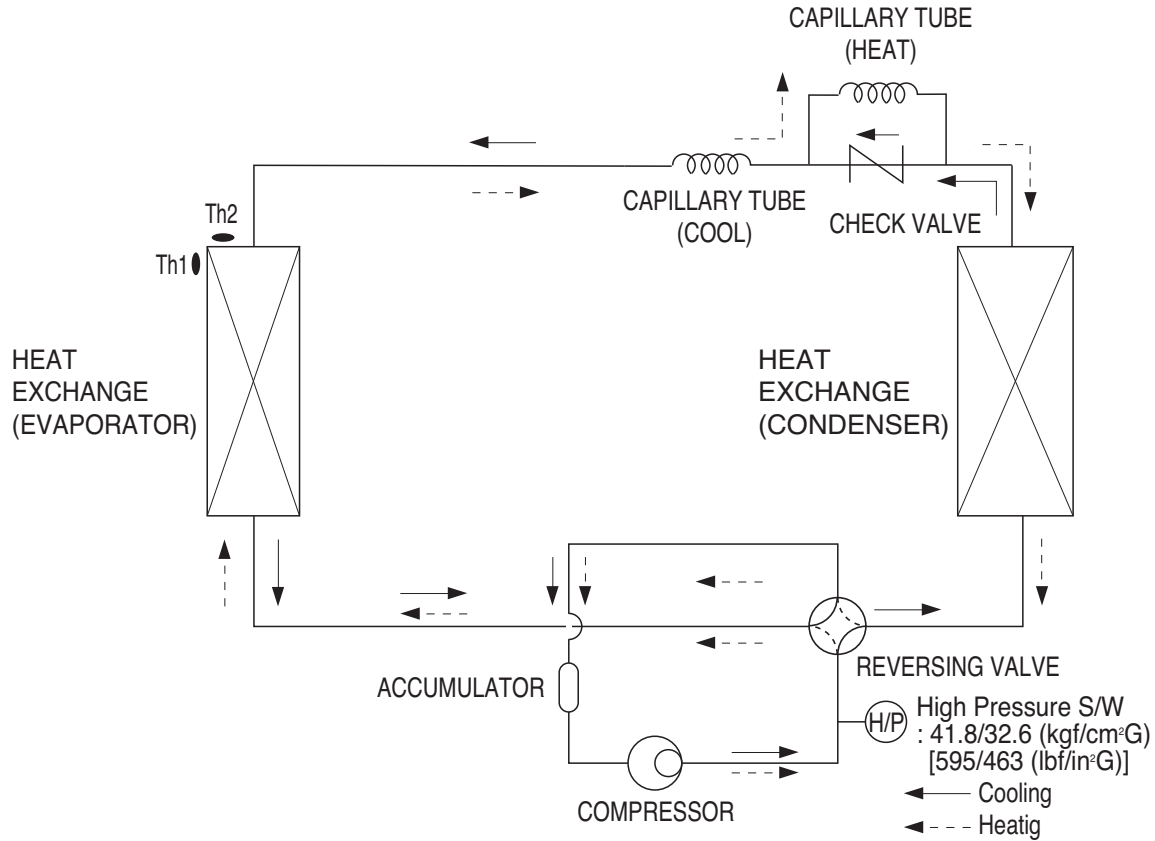 CAPILLARY TUBE
(HEAT)
CAPILLARY TUBE
(COOL)
CHECK VALVE
Th2
Th1
HEAT
EXCHANGE
(EVAPORATOR)
HEAT
EXCHANGE
(CONDENSER)
REVERSING VALVE
ACCUMULATOR
H/P
High Pressure S/W
: 41.8/32.6 (kgf/cm²G)
[595/463 (lbf/in²G)]
COMPRESSOR
Cooling
Heatig